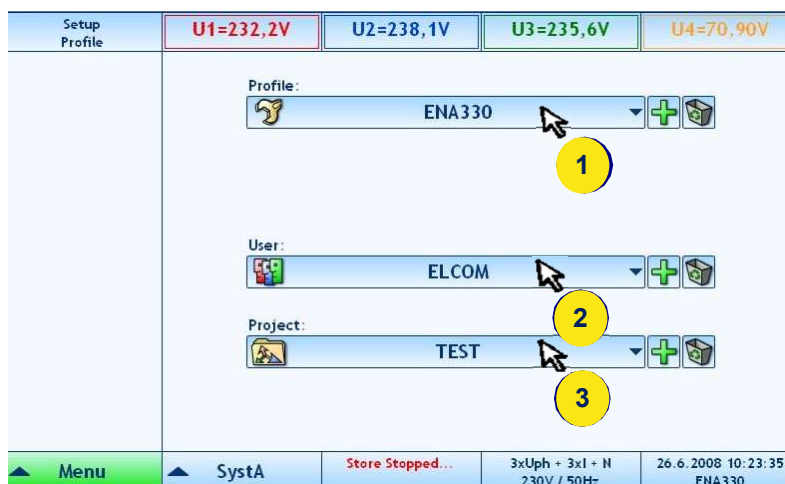 Setup
Profile
U1=232,2V
U2=238,1V
U3=235,6V
U4=70,90V
Profile:
ENA330
1
User:
ELCOM
2
Project:
TEST
3
Menu
SystA
Store Stopped...
3xUph + 3xI + N
230V / 50Hz
26.6.2008 10:23:35
ENA330